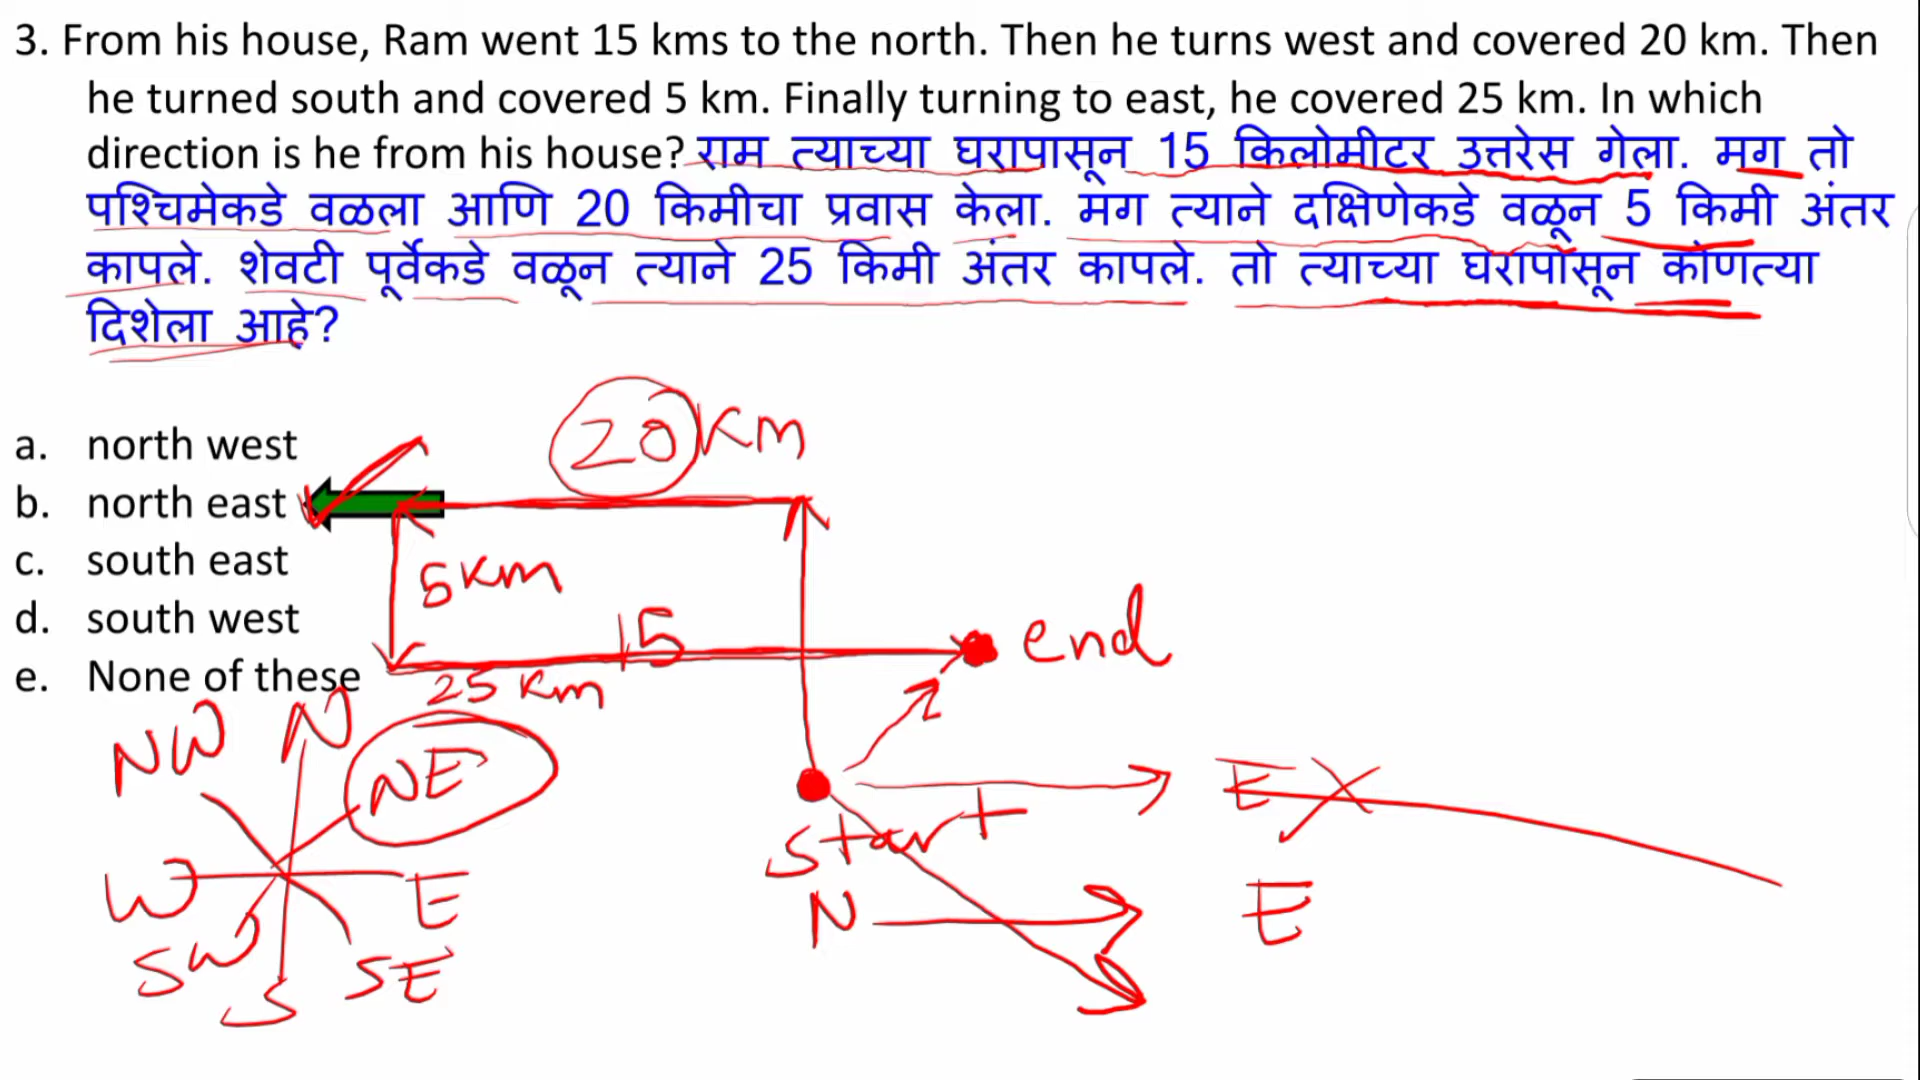 3. From his house, Ram went 15 kms to the north. Then he turns west and covered 20 km. Then
he turned south and covered 5 km. Finally turning to east, he covered 25 km. In which
direction is he from his house? राम त्याच्या घरापासून 15 किलोमीटर उत्तरेस गेला. मग तो
पश्चिमेकडे वळला आणि 20 किमीचा प्रवास केला. मग त्याने दक्षिणेकडे वळून 5 किमी अंतर
कापले. शेवटी पूर्वेकडे वळून त्याने 25 किमी अंतर कापले. तो त्याच्या घरापासून कोणत्या
दिशेला आहे?
a. north west
b. north east
c. south east
d. south west
e. None of these
20 km
5 km
15
25 km
end
start
NW N NE
W E
SW S SE
E
N E